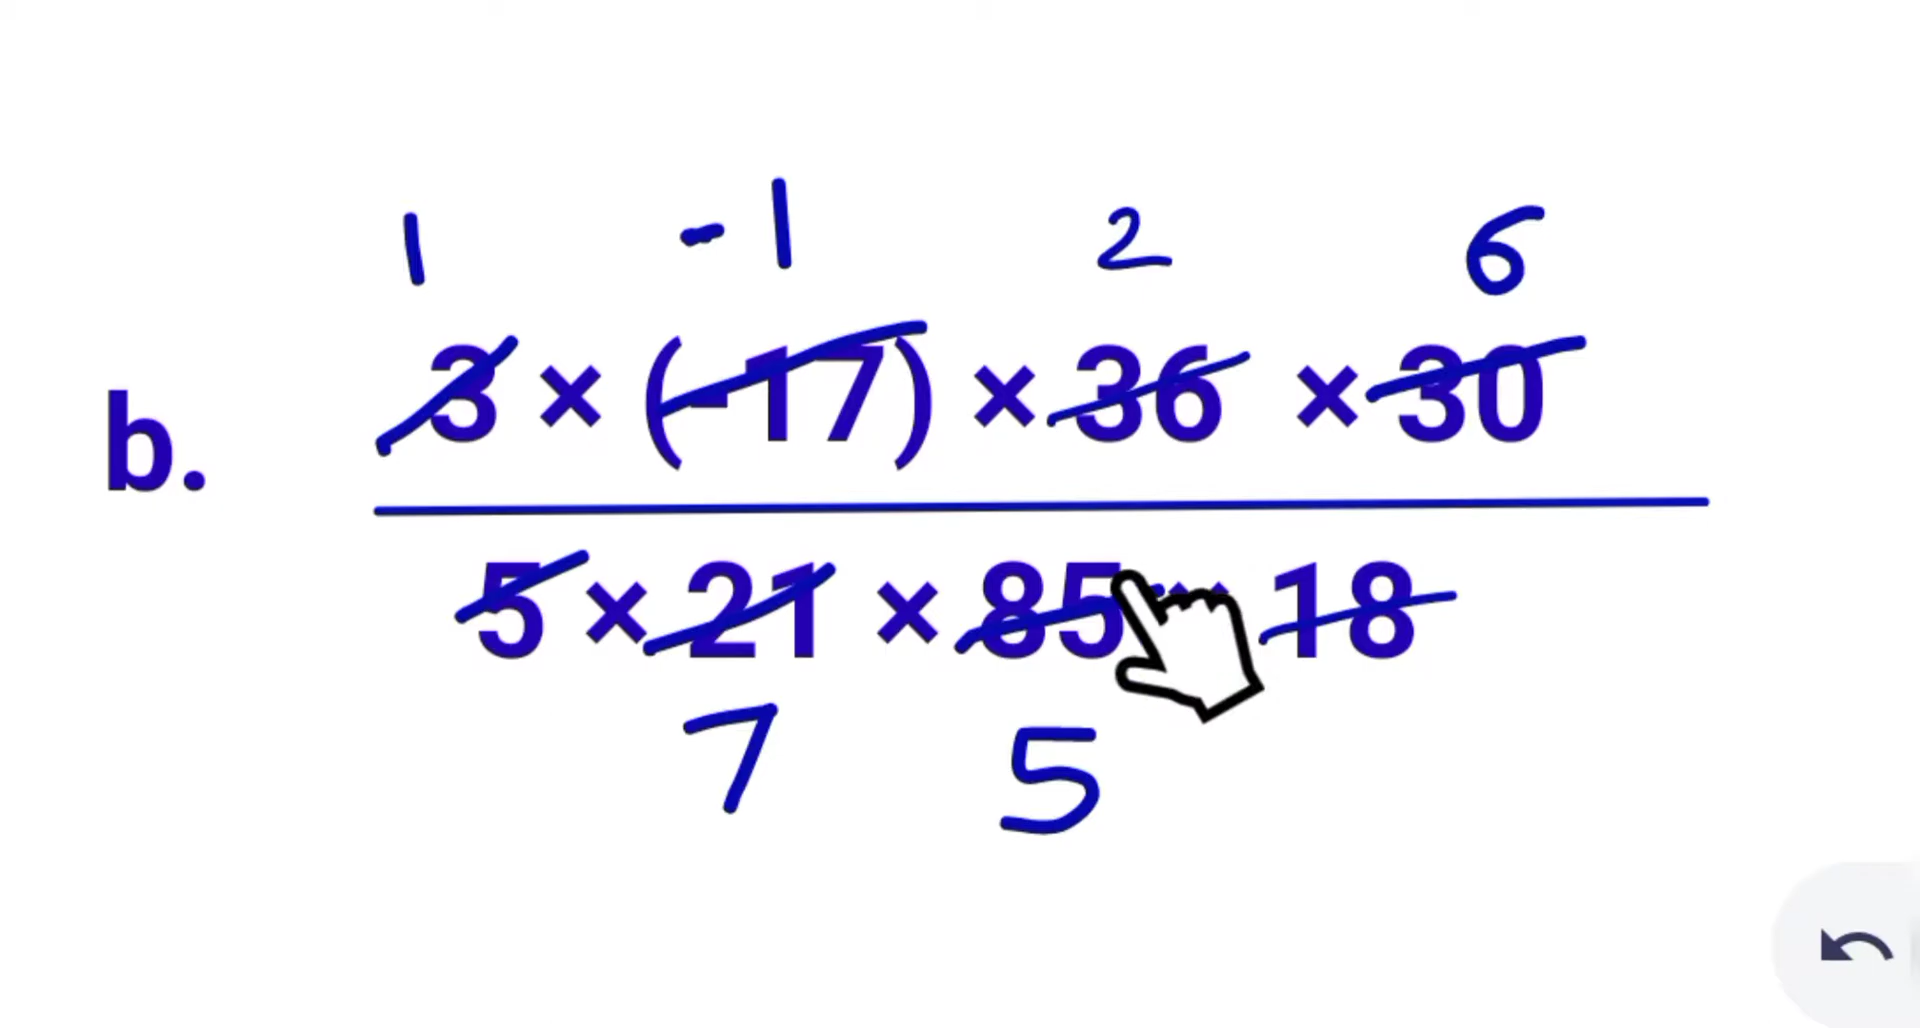 1 -1 2 6
b. 3 × (-17) × 36 × 30
5 × 21 × 85 × 18
7 5